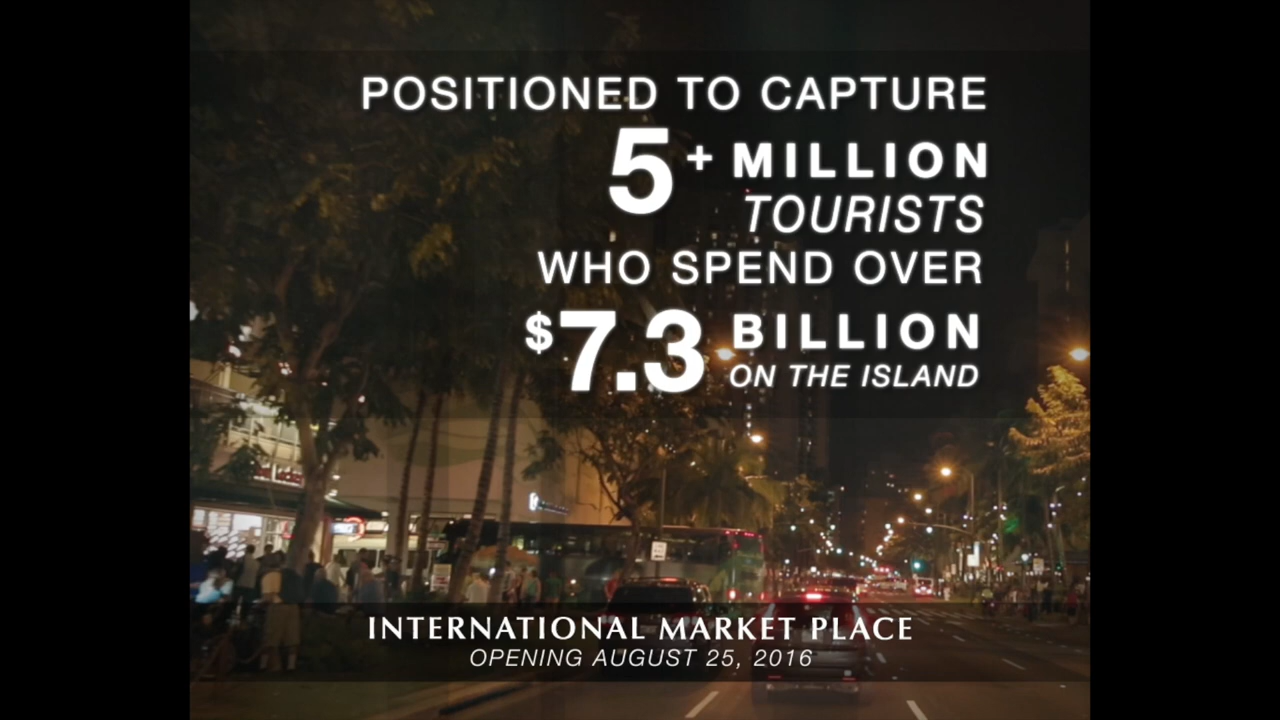 POSITIONED TO CAPTURE
5+ MILLION
TOURISTS
WHO SPEND OVER
$7.3 BILLION
ON THE ISLAND
INTERNATIONAL MARKET PLACE
OPENING AUGUST 25, 2016